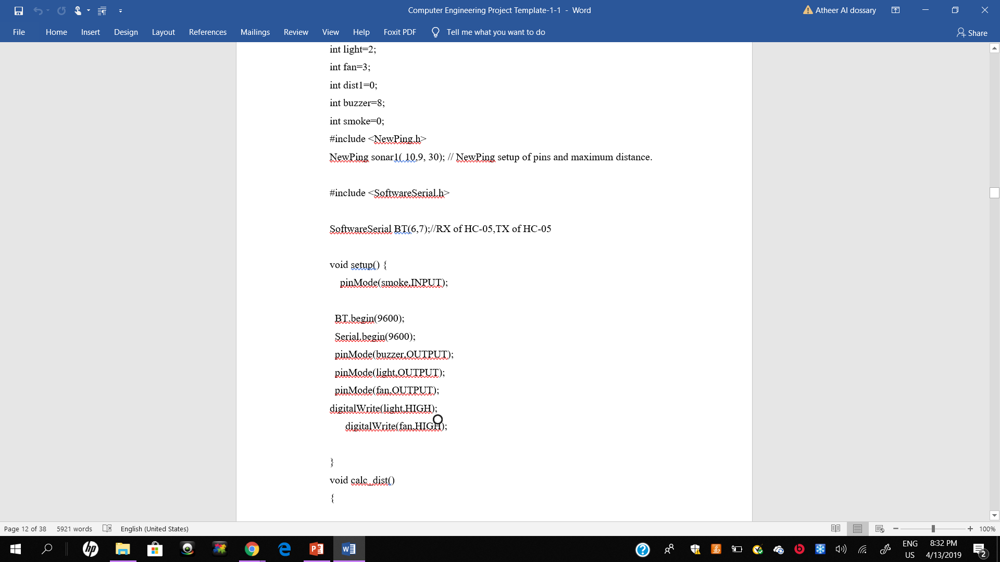 Computer Engineering Project Template-1-1 - Word
Atheer Al dossary
File Home Insert Design Layout References Mailings Review View Help Foxit PDF Tell me what you want to do
Share
int light=2;
int fan=3;
int dist1=0;
int buzzer=8;
int smoke=0;
#include <NewPing.h>
NewPing sonar1( 10,9, 30); // NewPing setup of pins and maximum distance.
#include <SoftwareSerial.h>
SoftwareSerial BT(6,7);//RX of HC-05,TX of HC-05
void setup() {
pinMode(smoke,INPUT);
BT.begin(9600);
Serial.begin(9600);
pinMode(buzzer,OUTPUT);
pinMode(light,OUTPUT);
pinMode(fan,OUTPUT);
digitalWrite(light,HIGH);
digitalWrite(fan,HIGH);
}
void calc_dist()
{
Page 12 of 38 5921 words English (United States)
100%
ENG
US
8:32 PM
4/13/2019
2